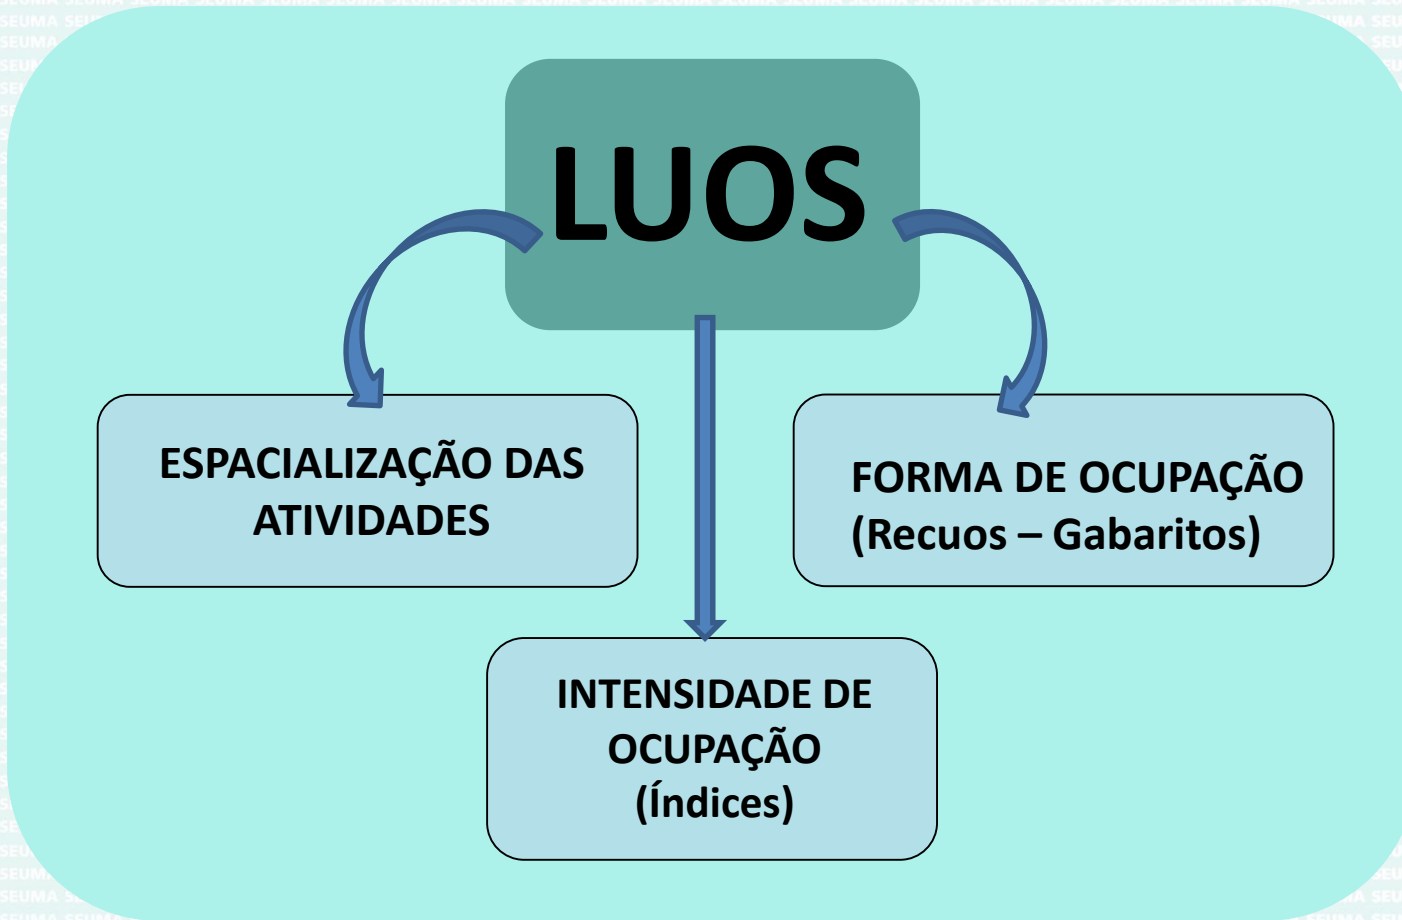 LUOS
ESPACIALIZAÇÃO DAS
ATIVIDADES
FORMA DE OCUPAÇÃO
(Recuos – Gabaritos)
INTENSIDADE DE
OCUPAÇÃO
(Índices)